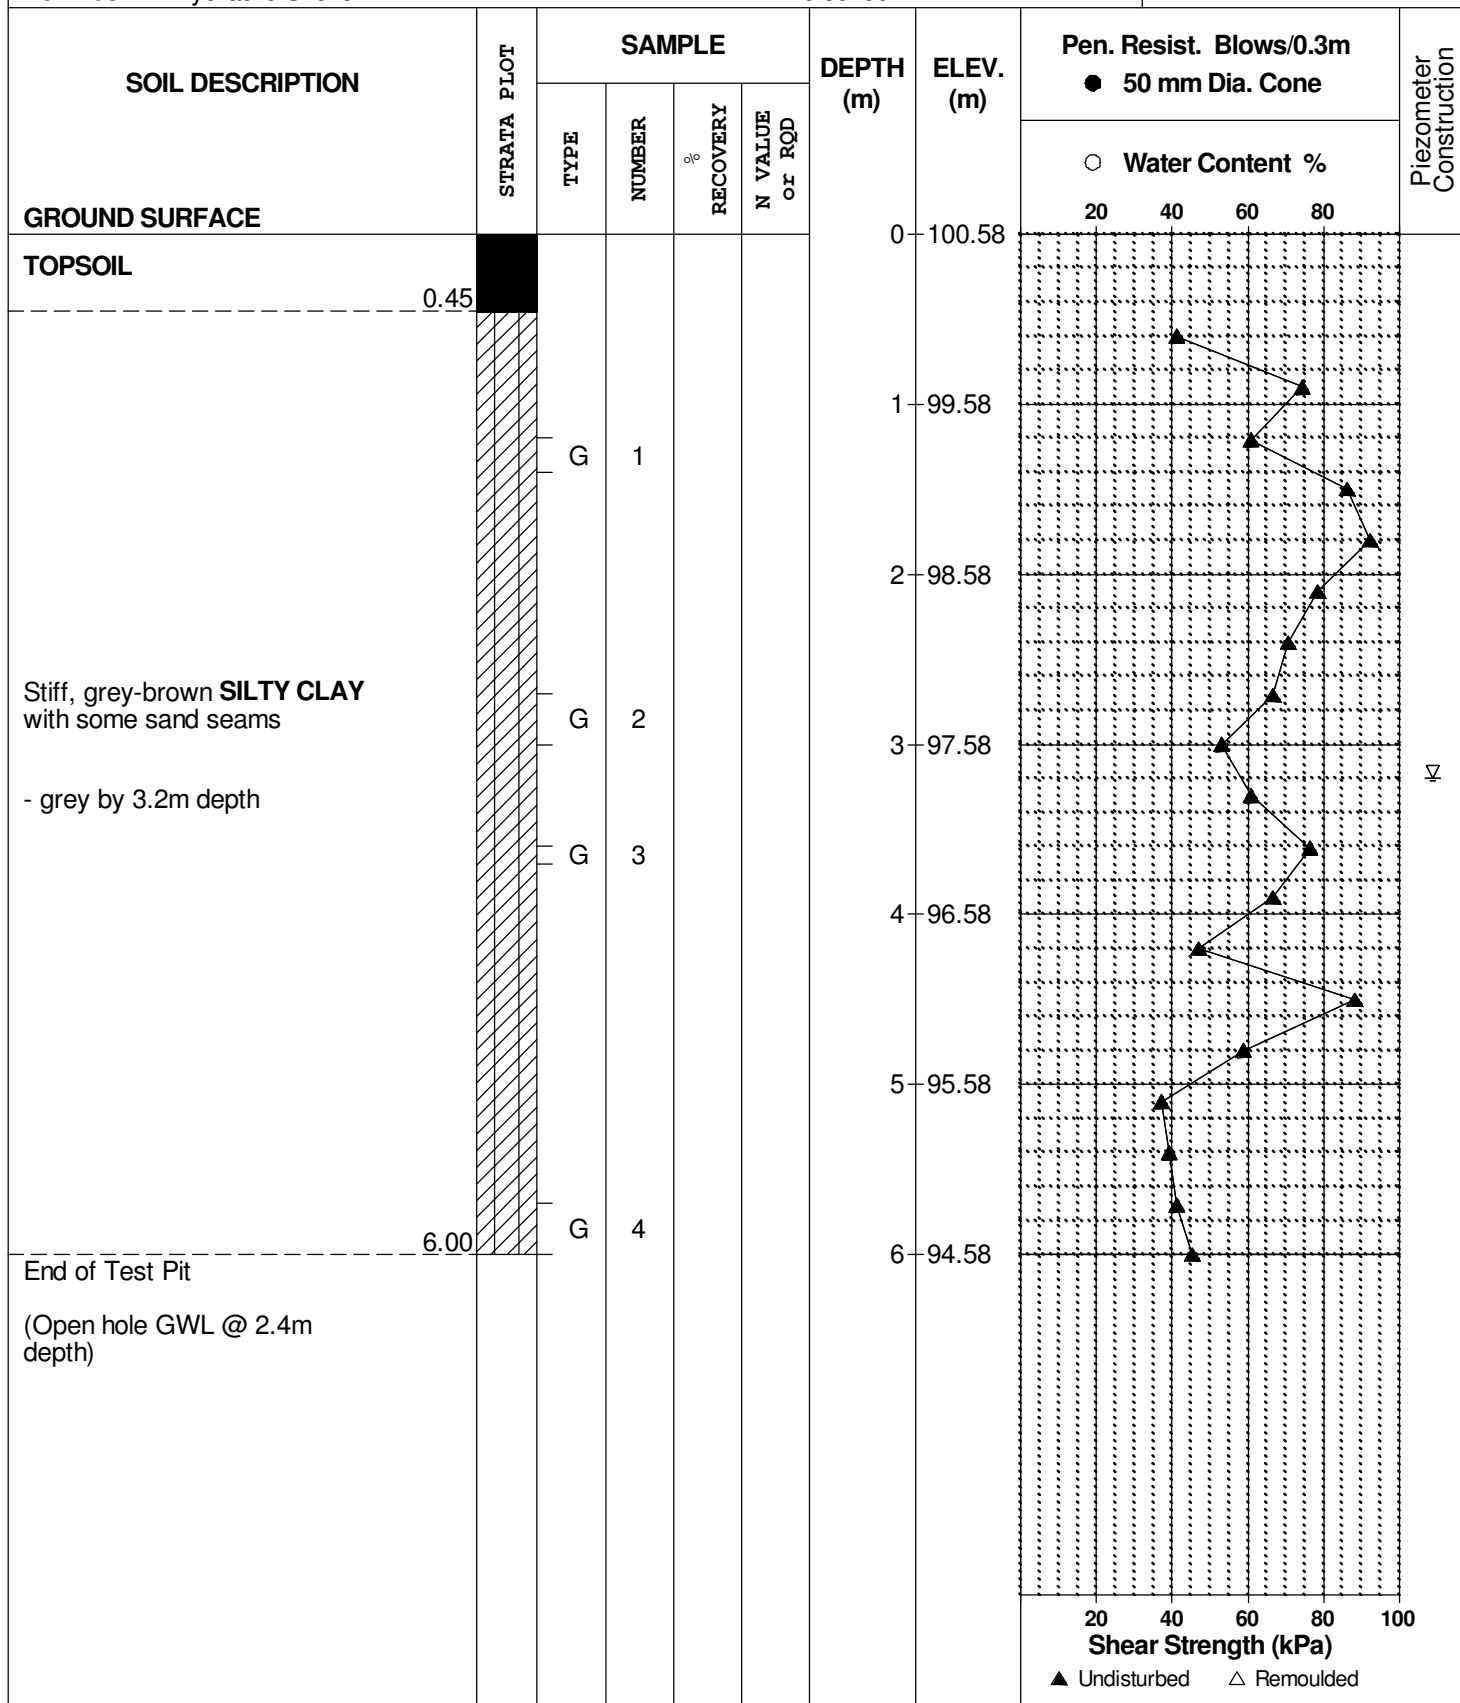 SOIL DESCRIPTION
GROUND SURFACE
STRATA PLOT
SAMPLE
TYPE
NUMBER
%
RECOVERY
N VALUE
or RQD
DEPTH
(m)
ELEV.
(m)
Pen. Resist. Blows/0.3m
50 mm Dia. Cone
Water Content %
20 40 60 80
Piezometer
Construction
0 100.58
TOPSOIL
0.45
1 99.58
G 1
2 98.58
Stiff, grey-brown SILTY CLAY
with some sand seams
G 2
3 97.58
- grey by 3.2m depth
G 3
4 96.58
5 95.58
G 4
6.00
6 94.58
End of Test Pit
(Open hole GWL @ 2.4m
depth)
20 40 60 80 100
Shear Strength (kPa)
Undisturbed Remoulded